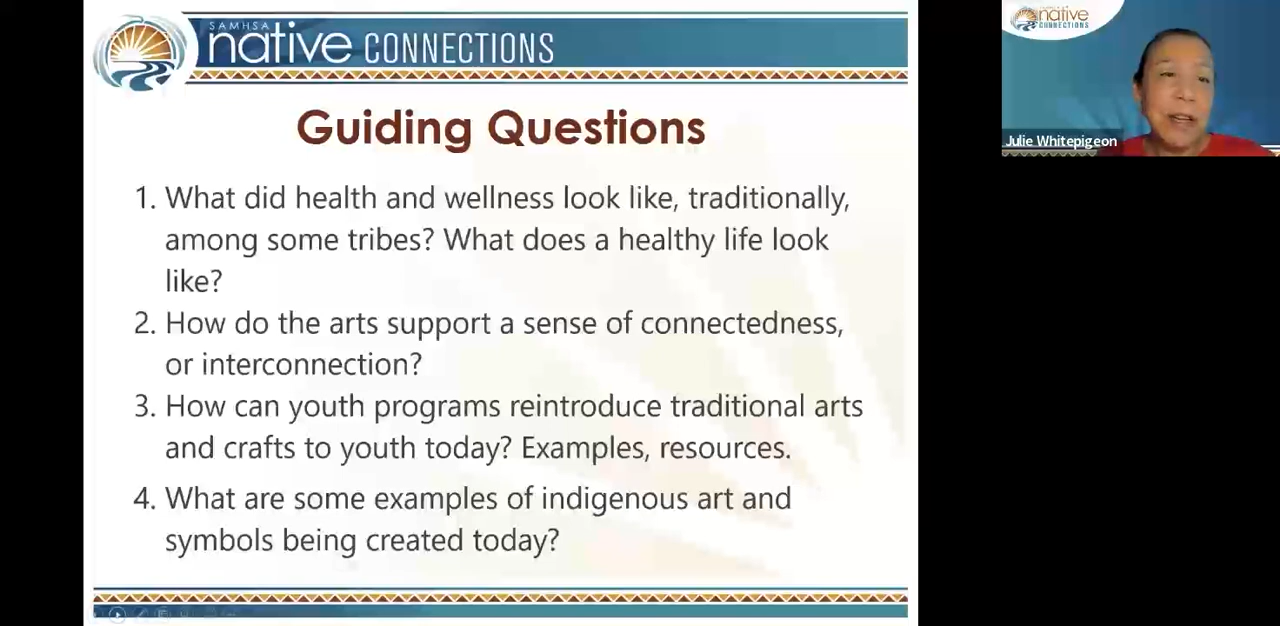 SAMHSA
native CONNECTIONS
native
CONNECTIONS
Julie Whitepigeon
Guiding Questions
1. What did health and wellness look like, traditionally,
among some tribes? What does a healthy life look
like?
2. How do the arts support a sense of connectedness,
or interconnection?
3. How can youth programs reintroduce traditional arts
and crafts to youth today? Examples, resources.
4. What are some examples of indigenous art and
symbols being created today?